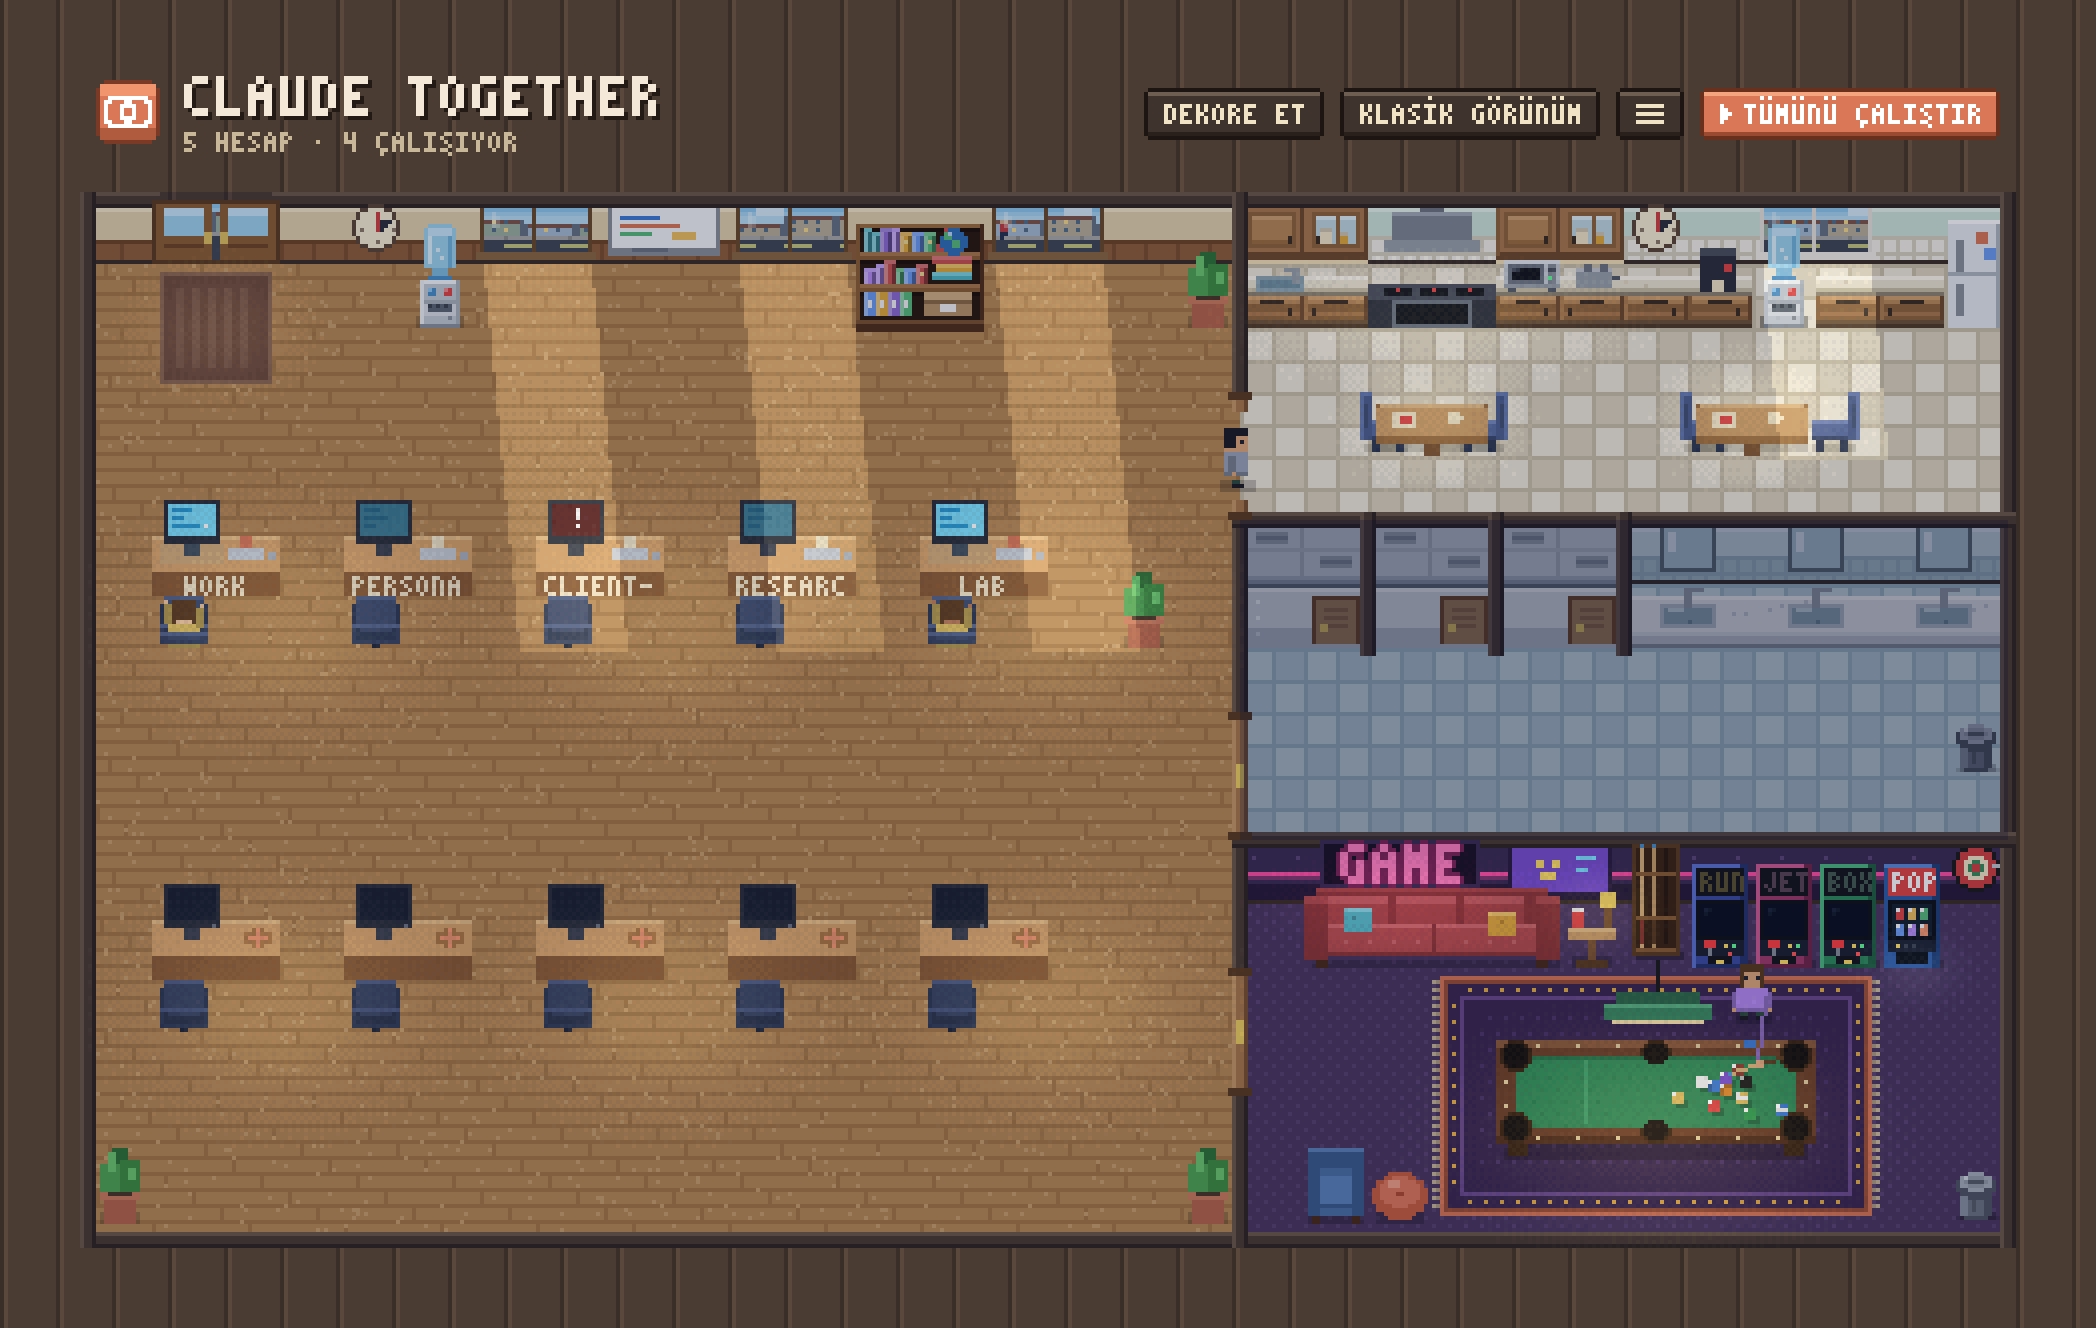 CLAUDE TOGETHER
5 HESAP · 4 ÇALIŞIYOR
DEKORE ET
KLASİK GÖRÜNÜM
TÜMÜNÜ ÇALIŞTIR
!
WORK
PERSONA
CLIENT-
RESEARC
LAB
GAME
RUN
JET
BOX
POP